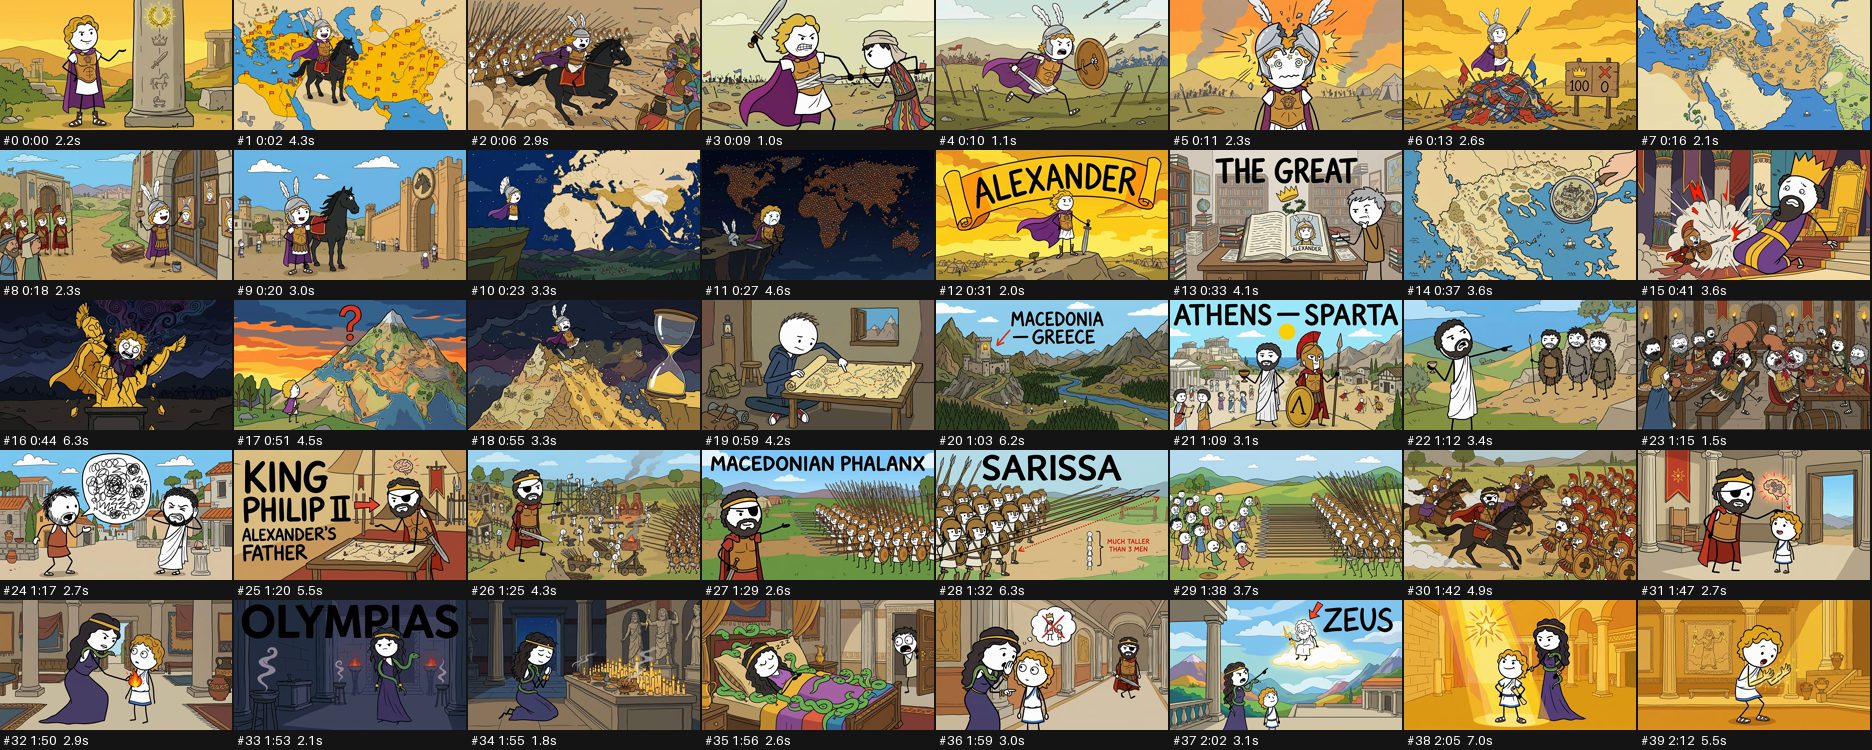 100 0
#0 0:00 2.2s
#1 0:02 4.3s
#2 0:06 2.9s
#3 0:09 1.0s
#4 0:10 1.1s
#5 0:11 2.3s
#6 0:13 2.6s
#7 0:16 2.1s
ALEXANDER
THE GREAT
ALEXANDER
#8 0:18 2.3s
#9 0:20 3.0s
#10 0:23 3.3s
#11 0:27 4.6s
#12 0:31 2.0s
#13 0:33 4.1s
#14 0:37 3.6s
#15 0:41 3.6s
?
MACEDONIA
— GREECE
ATHENS — SPARTA
Λ
#16 0:44 6.3s
#17 0:51 4.5s
#18 0:55 3.3s
#19 0:59 4.2s
#20 1:03 6.2s
#21 1:09 3.1s
#22 1:12 3.4s
#23 1:15 1.5s
KING
PHILIP II
ALEXANDER'S
FATHER
MACEDONIAN PHALANX
SARISSA
MUCH TALLER
THAN 3 MEN
#24 1:17 2.7s
#25 1:20 5.5s
#26 1:25 4.3s
#27 1:29 2.6s
#28 1:32 6.3s
#29 1:38 3.7s
#30 1:42 4.9s
#31 1:47 2.7s
OLYMPIAS
ZEUS
#32 1:50 2.9s
#33 1:53 2.1s
#34 1:55 1.8s
#35 1:56 2.6s
#36 1:59 3.0s
#37 2:02 3.1s
#38 2:05 7.0s
#39 2:12 5.5s